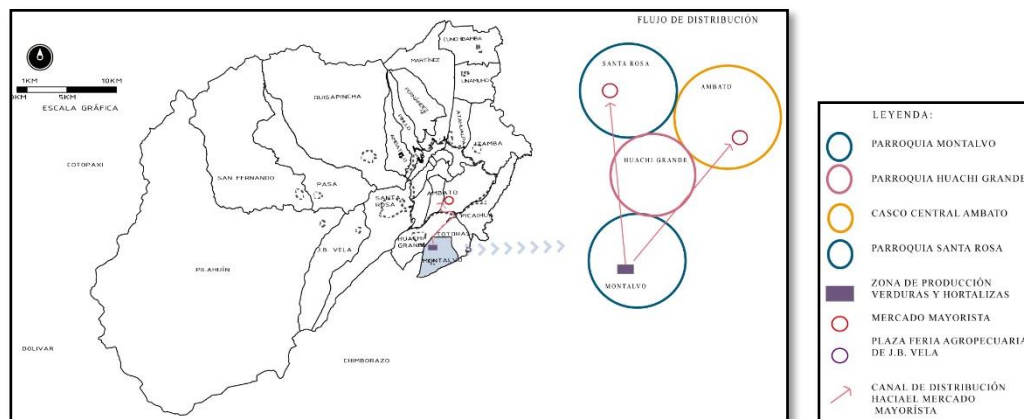 FLUJO DE DISTRIBUCIÓN
CUNCHIBAMBA
MARTÍNEZ
UNAMUNCHO
1KM 10KM
0KM 5KM
ESCALA GRÁFICA
QUISAPINCHA
IZAMBA
COTOPAXI
SAN FERNANDO
PASA
SANTA
ROSA
AMBATO
PICAIHUA
HUACHI
GRANDE
TOTORAS
J.B. VELA
MONTALVO
PILAHUÍN
BOLIVAR
CHIMBORAZO
SANTA ROSA
AMBATO
HUACHI GRANDE
MONTALVO
LEYENDA:
PARROQUIA MONTALVO
PARROQUIA HUACHI GRANDE
CASCO CENTRAL AMBATO
PARROQUIA SANTA ROSA
ZONA DE PRODUCCIÓN
VERDURAS Y HORTALIZAS
MERCADO MAYORISTA
PLAZA FERIA AGROPECUARIA
DE J.B. VELA
CANAL DE DISTRIBUCIÓN
HACIAEL MERCADO
MAYORÍSTA